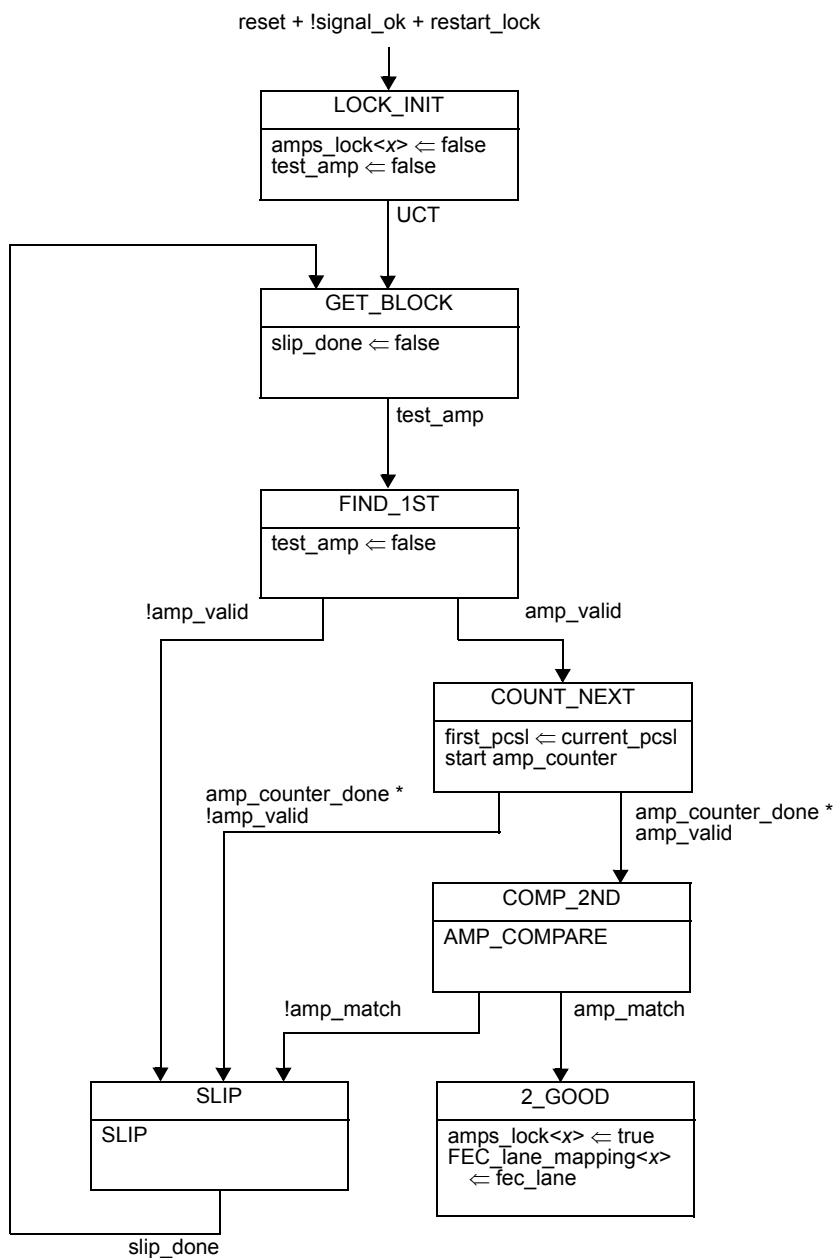 reset + !signal_ok + restart_lock
LOCK_INIT
amps_lock<x> ⇐ false
test_amp ⇐ false
UCT
GET_BLOCK
slip_done ⇐ false
test_amp
FIND_1ST
test_amp ⇐ false
!amp_valid
amp_valid
COUNT_NEXT
first_pcsl ⇐ current_pcsl
start amp_counter
amp_counter_done *
!amp_valid
amp_counter_done *
amp_valid
COMP_2ND
AMP_COMPARE
!amp_match
amp_match
SLIP
SLIP
2_GOOD
amps_lock<x> ⇐ true
FEC_lane_mapping<x>
⇐ fec_lane
slip_done